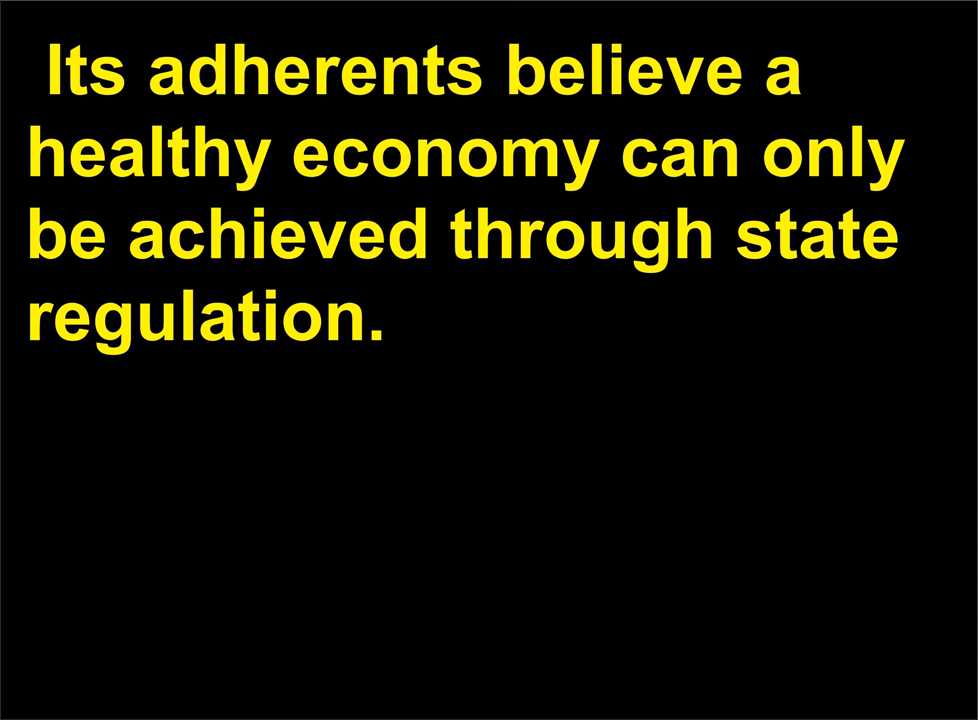 Its adherents believe a
healthy economy can only
be achieved through state
regulation.